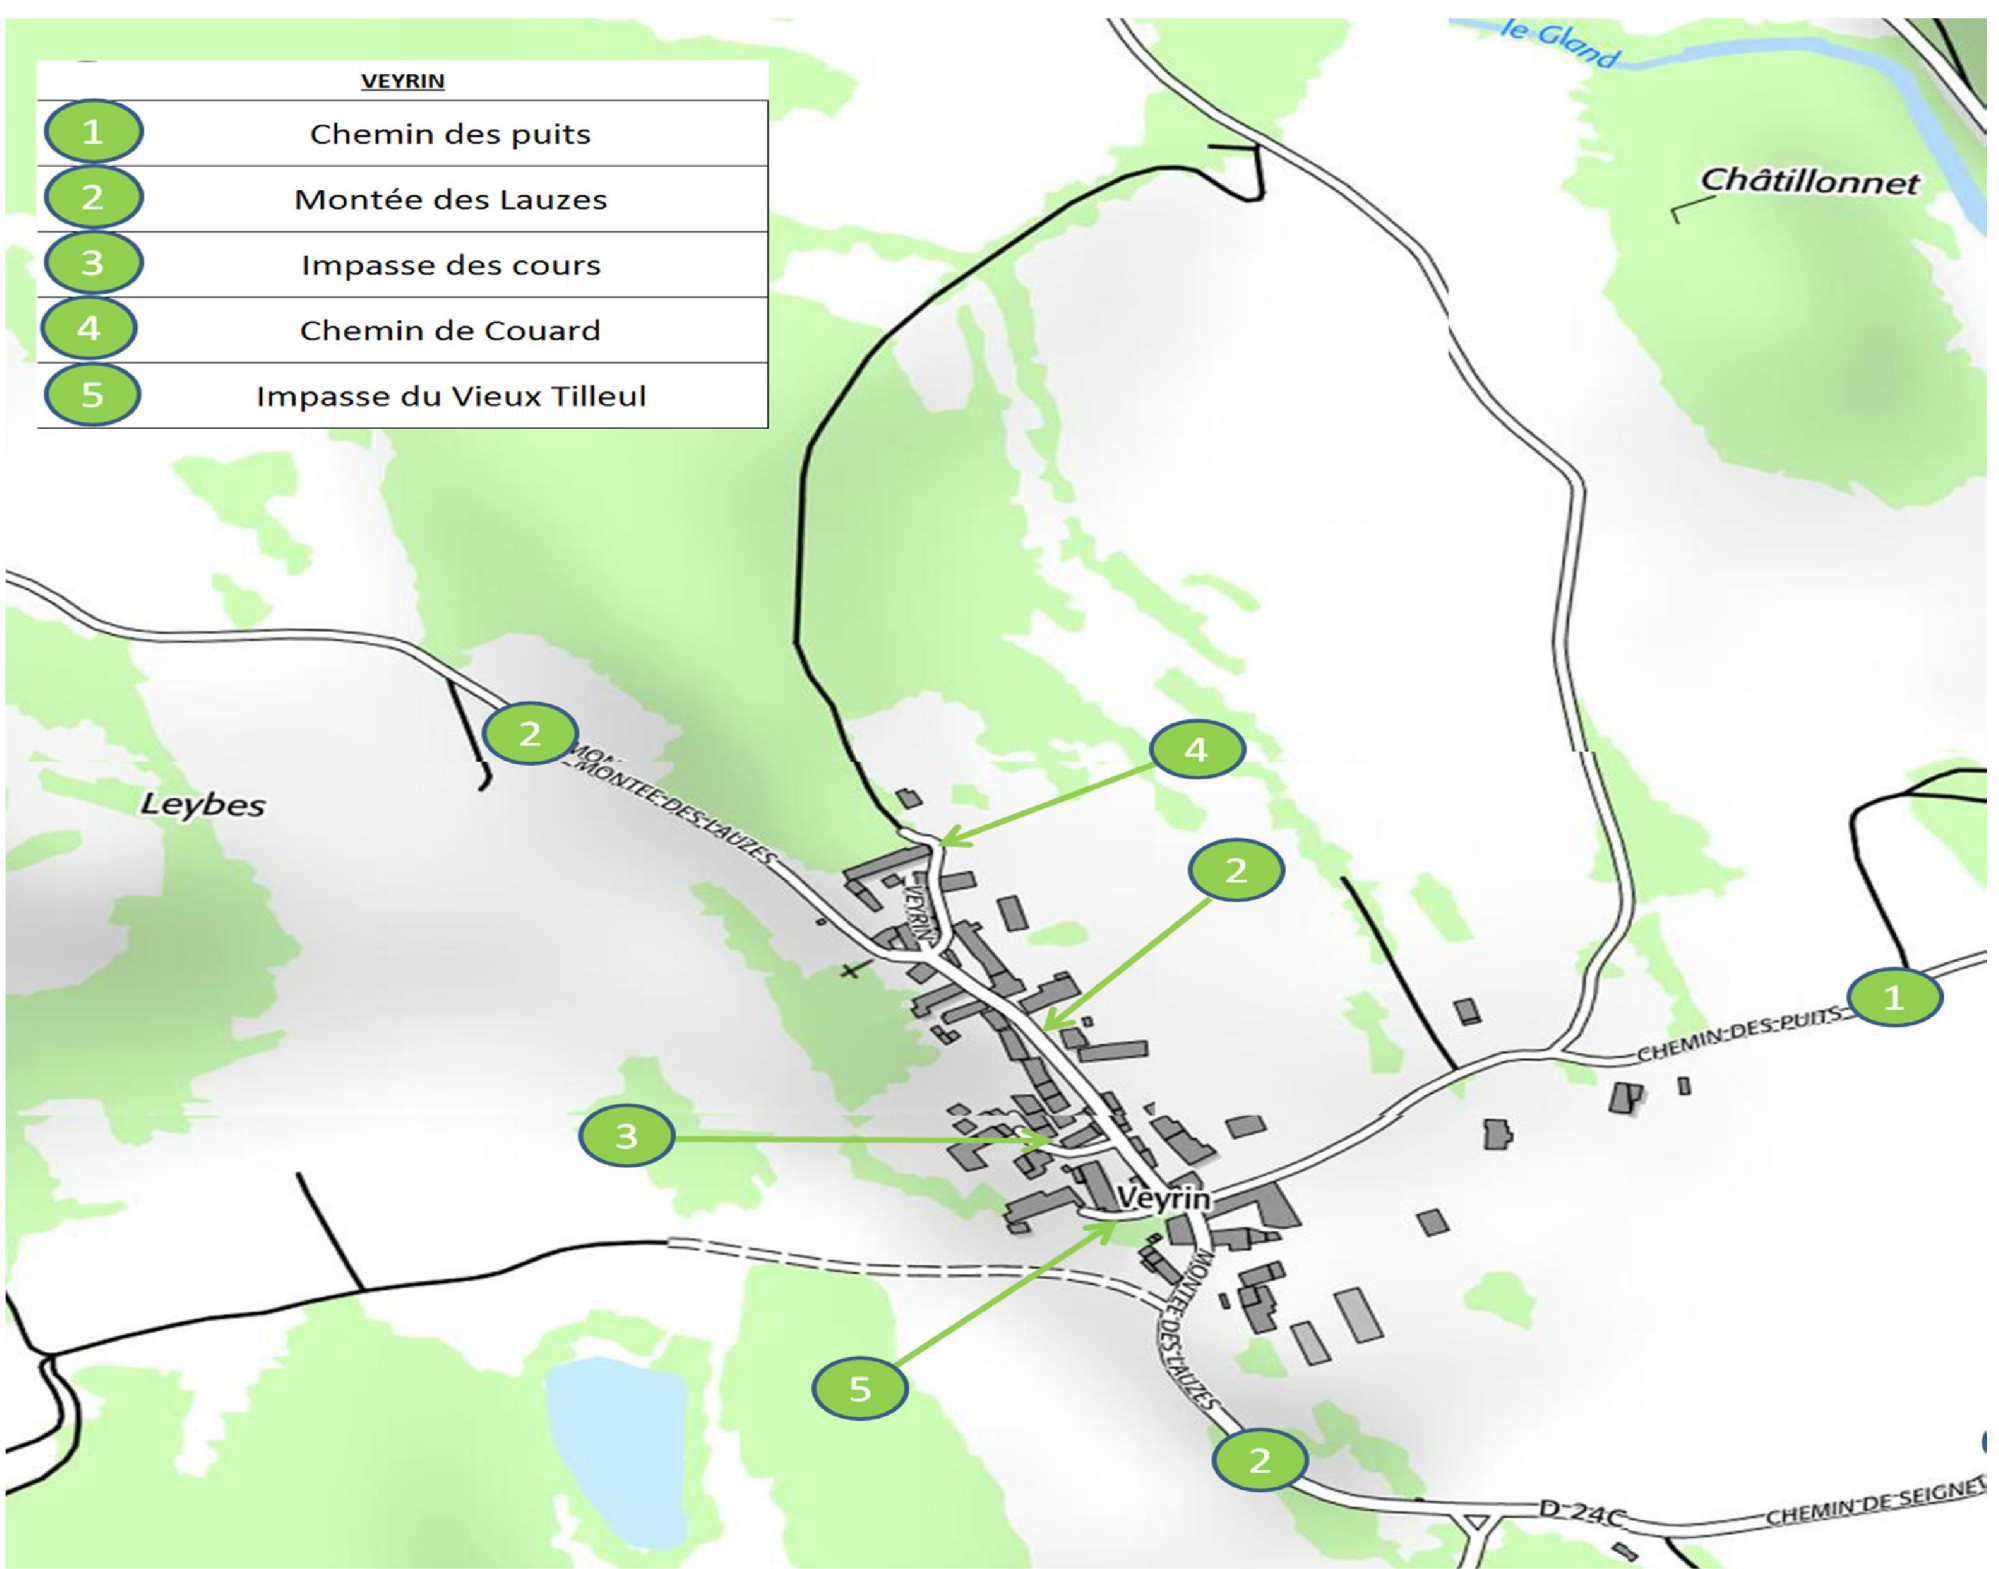 VEYRIN
1 Chemin des puits
2 Montée des Lauzes
3 Impasse des cours
4 Chemin de Couard
5 Impasse du Vieux Tilleul
le Gland
Châtillonnet
2
MON
MONTEE DES LAUZES
4
Leybes
2
VEYRIN
1
CHEMIN DES PUITS
3
Veyrin
MONTEE DES LAUZES
5
2
D 24C
CHEMIN DE SEIGNE